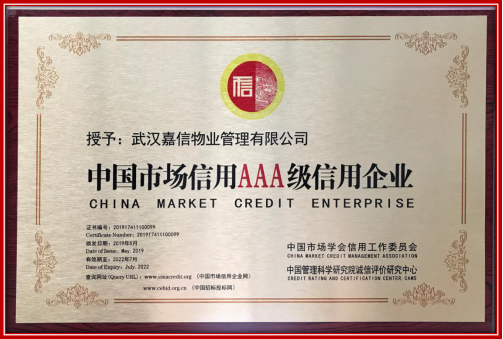 信
授予：武汉嘉信物业管理有限公司
中国市场信用AAA级信用企业
CHINA MARKET CREDIT ENTERPRISE
证书编号：201917411100099
Certificate Number：201917411100099
颁发日期：2019年5月
Date of Issue：May. 2019
有效期至：2022年7月
Date of Expiry：July. 2022
查询网址(Query URL)：www.cmacredit.org （中国市场信用企业网）
www.cebid.org.cn （中国招标投标网）
中国市场学会信用工作委员会
CHINA MARKET CREDIT MANAGEMENT ASSOCIATION
中国管理科学研究院诚信评价研究中心
CREDIT RATING AND CERTIFICATION CENTER, CAMS